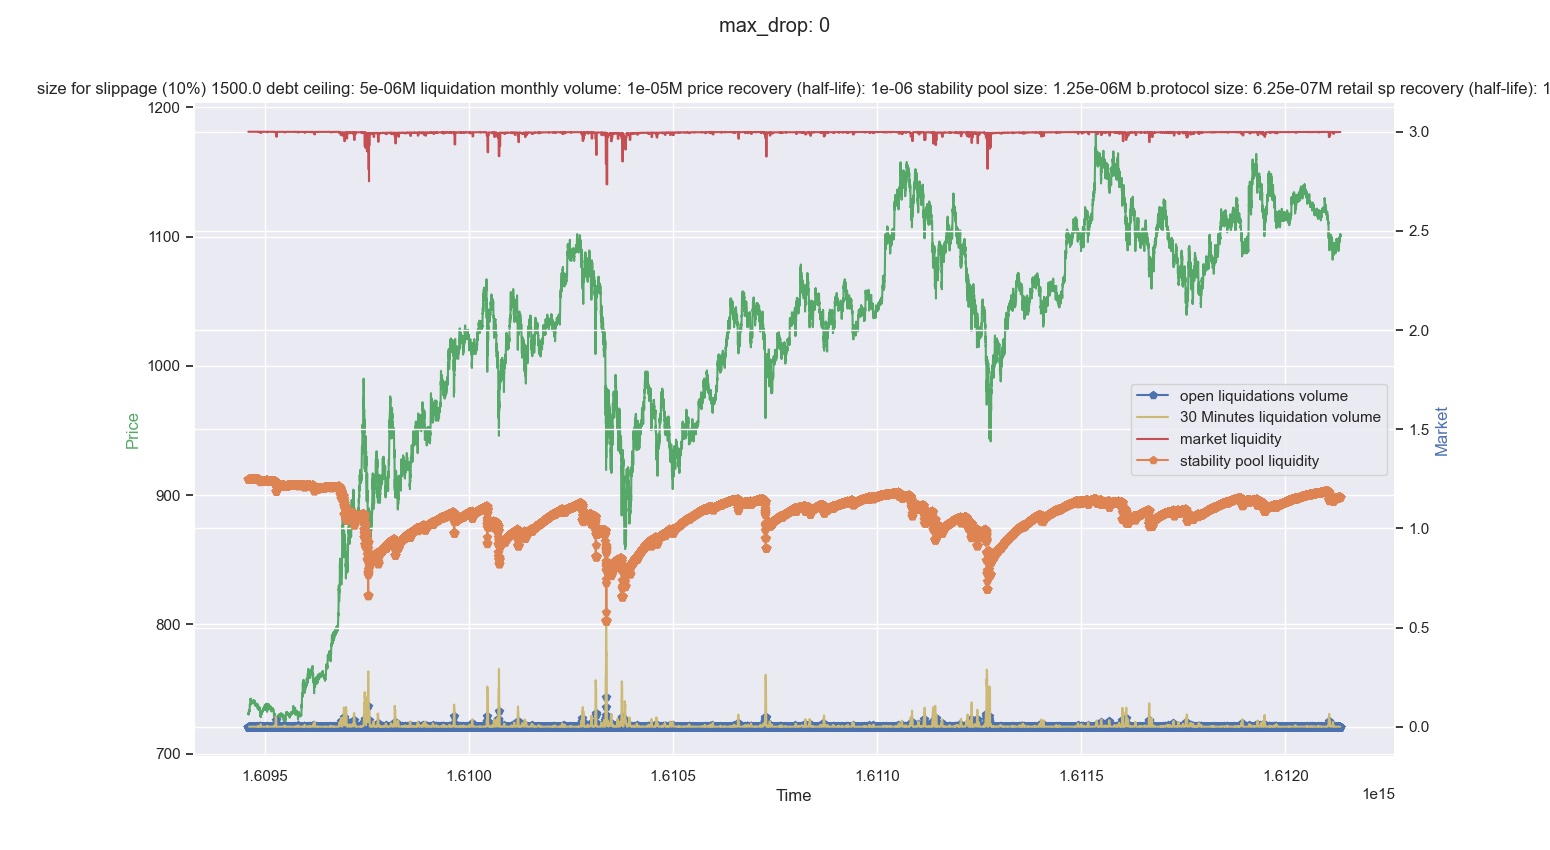 max_drop: 0
size for slippage (10%) 1500.0 debt ceiling: 5e-06M liquidation monthly volume: 1e-05M price recovery (half-life): 1e-06 stability pool size: 1.25e-06M b.protocol size: 6.25e-07M retail sp recovery (half-life): 1
1200
1100
1000
900
800
700
Price
3.0
2.5
2.0
1.5
1.0
0.5
0.0
Market
open liquidations volume
30 Minutes liquidation volume
market liquidity
stability pool liquidity
1.6095 1.6100 1.6105 1.6110 1.6115 1.6120
Time
1e15